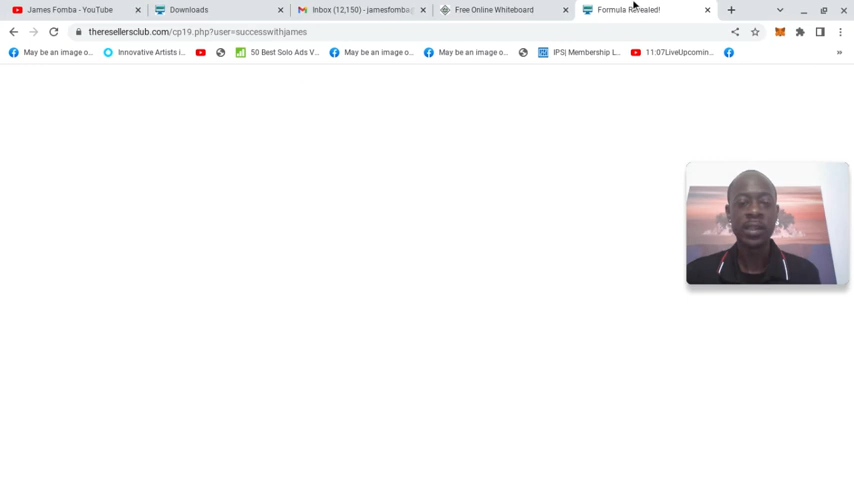 James Fomba - YouTube
Downloads
Inbox (12,150) - jamesfomba
Free Online Whiteboard
Formula Revealed!
theresellersclub.com/cp19.php?user=successwithjames
May be an image o...
Innovative Artists i...
50 Best Solo Ads V...
May be an image o...
May be an image o...
IPS| Membership L...
11:07LiveUpcomin...
»